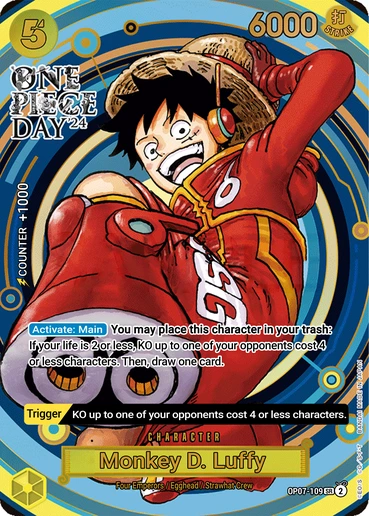 5
6000
打
STRIKE
ONE
PIECE
DAY'24
COUNTER +1000
SSG
Activate: Main You may place this character in your trash:
If your life is 2 or less, KO up to one of your opponents cost 4
or less characters. Then, draw one card.
Trigger KO up to one of your opponents cost 4 or less characters.
CHARACTER
Monkey D. Luffy
Four Emperors / Egghead / Strawhat Crew
OP07-109 SR 2